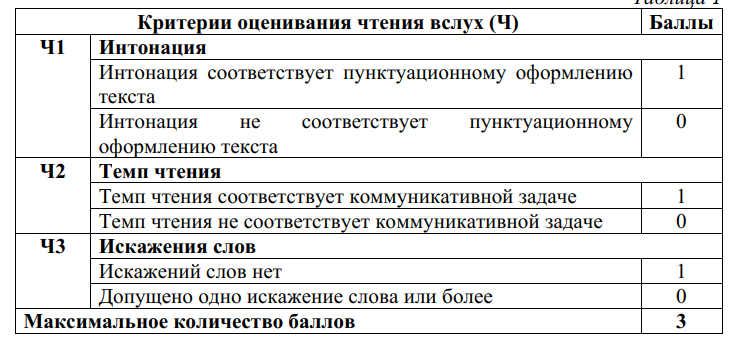 Таблица 1
Критерии оценивания чтения вслух (Ч) Баллы
Ч1 Интонация
Интонация соответствует пунктуационному оформлению 1
текста
Интонация не соответствует пунктуационному 0
оформлению текста
Ч2 Темп чтения
Темп чтения соответствует коммуникативной задаче 1
Темп чтения не соответствует коммуникативной задаче 0
Ч3 Искажения слов
Искажений слов нет 1
Допущено одно искажение слова или более 0
Максимальное количество баллов 3